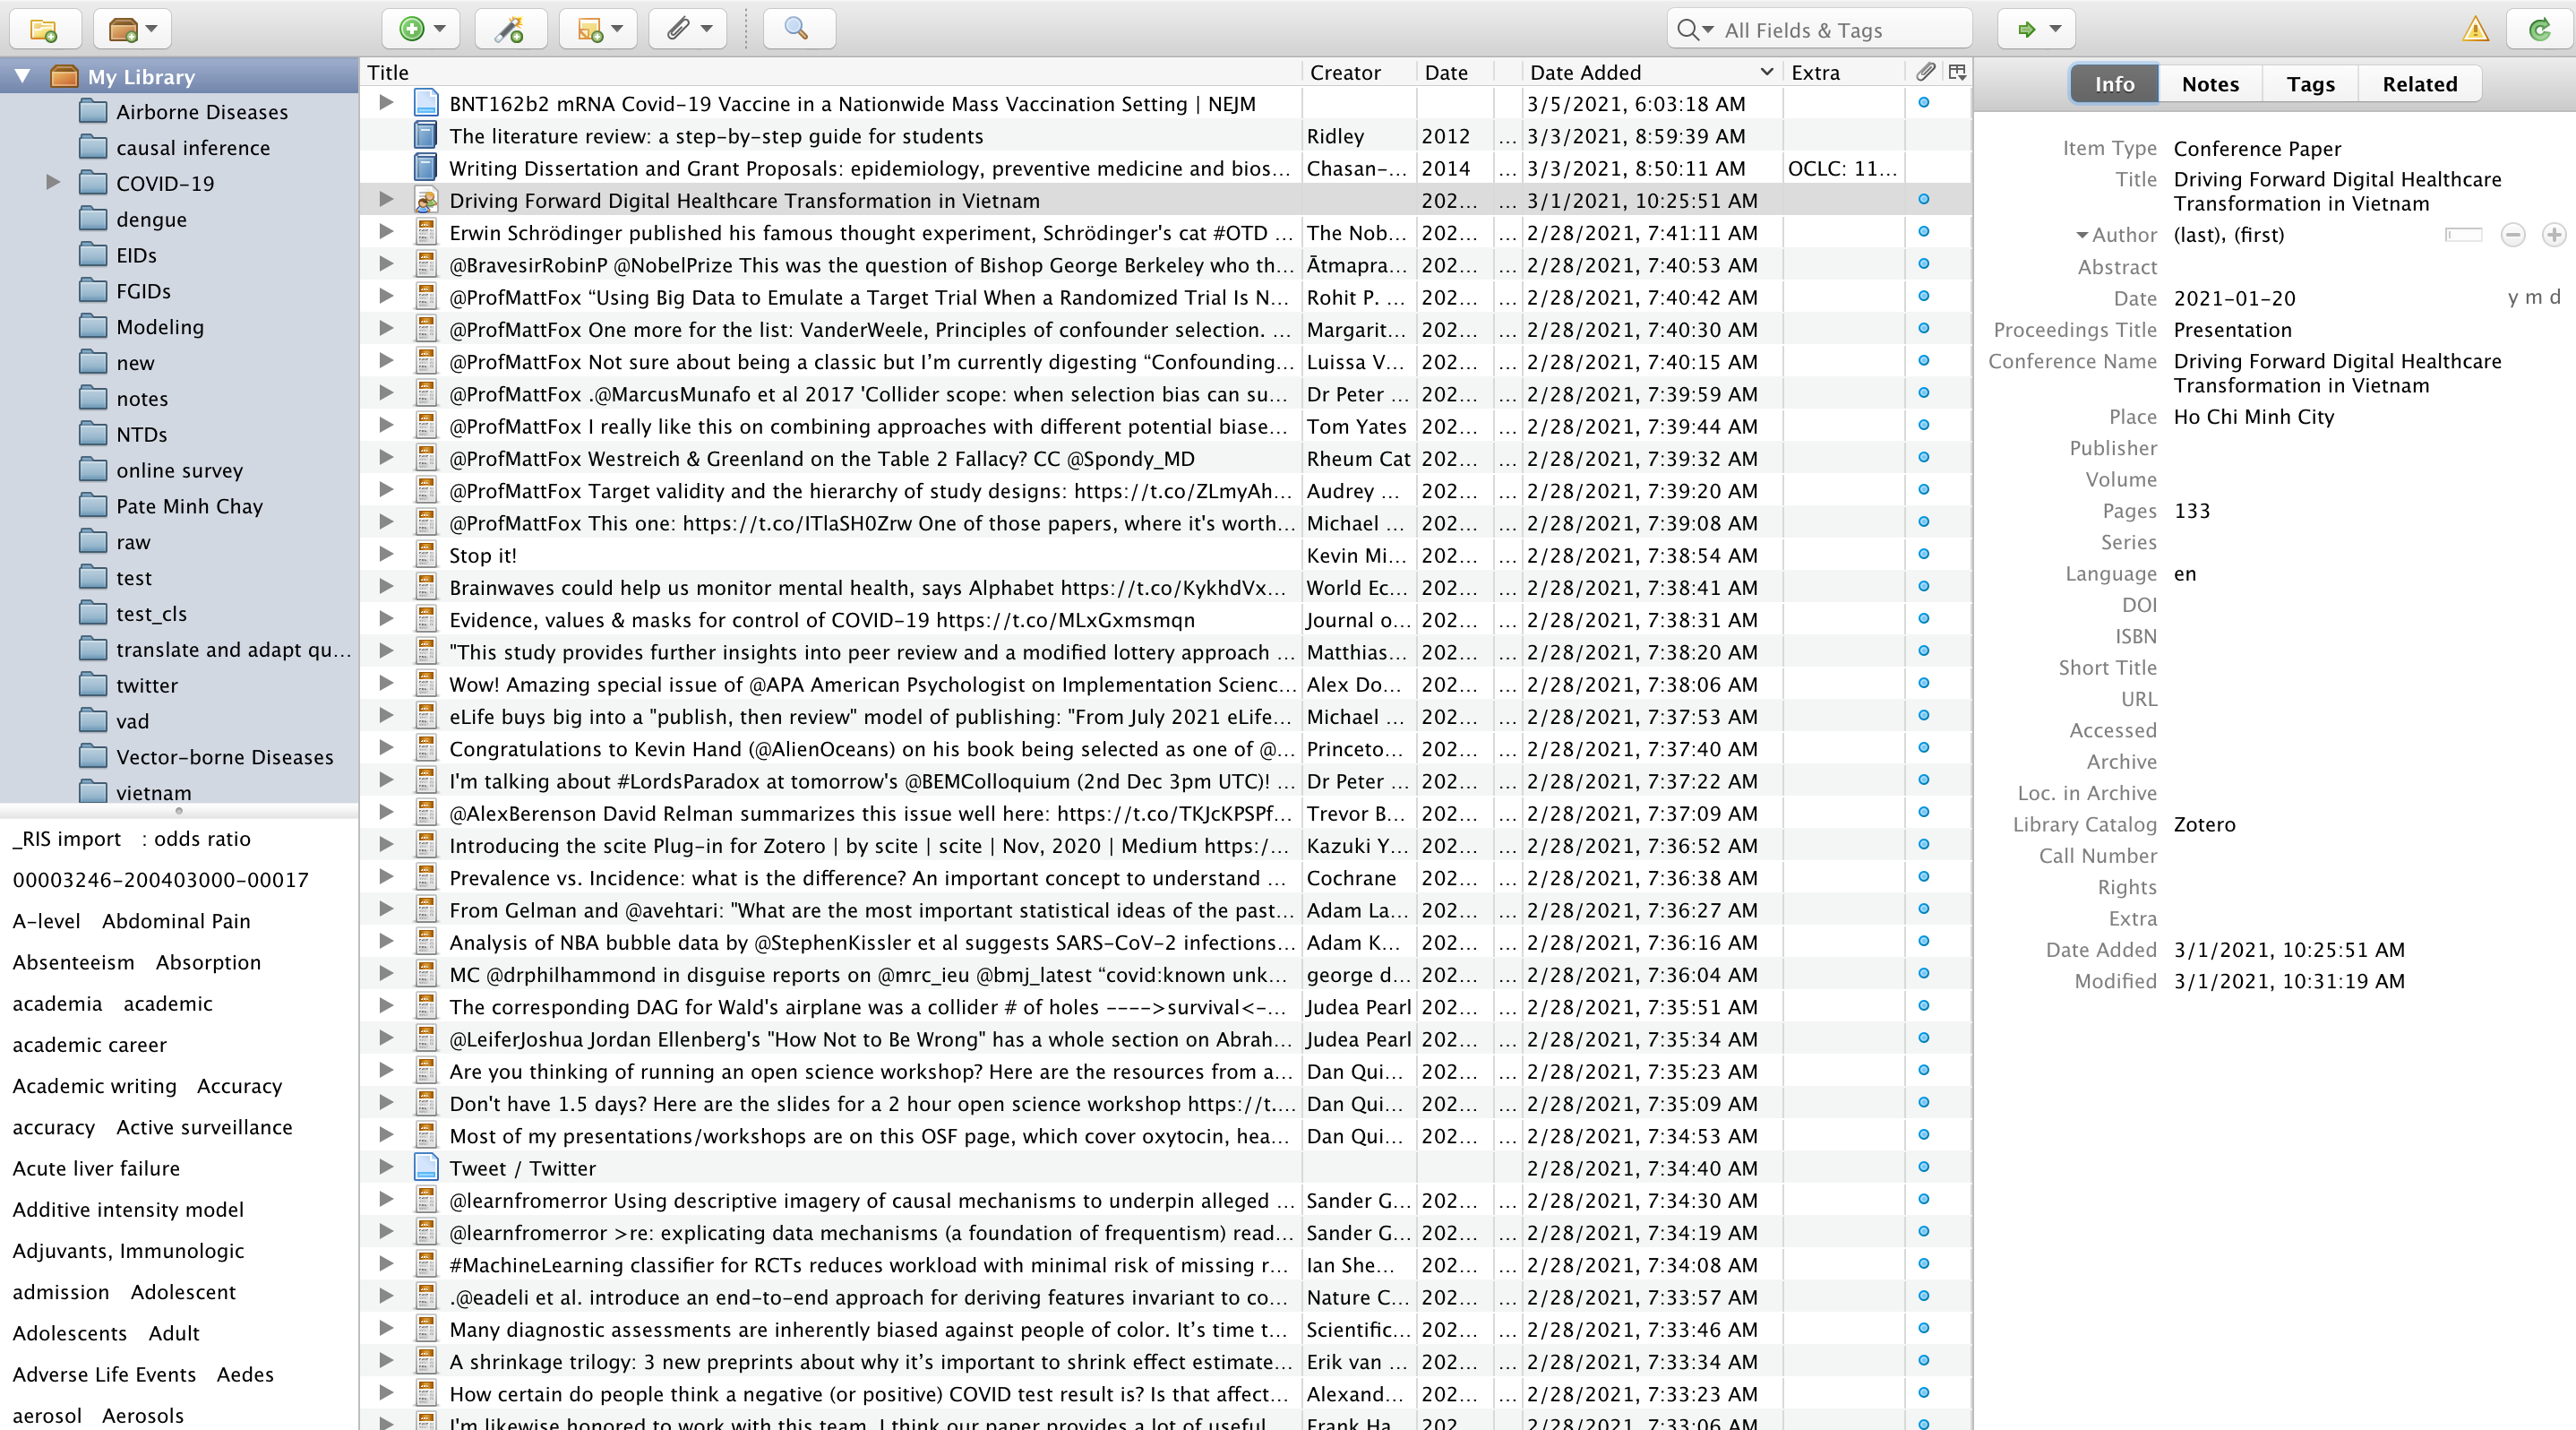 All Fields & Tags
My Library
Airborne Diseases
causal inference
COVID-19
dengue
EIDs
FGIDs
Modeling
new
notes
NTDs
online survey
Pate Minh Chay
raw
test
test_cls
translate and adapt qu...
twitter
vad
Vector-borne Diseases
vietnam
_RIS import : odds ratio
00003246-200403000-00017
A-level Abdominal Pain
Absenteeism Absorption
academia academic
academic career
Academic writing Accuracy
accuracy Active surveillance
Acute liver failure
Additive intensity model
Adjuvants, Immunologic
admission Adolescent
Adolescents Adult
Adverse Life Events Aedes
aerosol Aerosols
Title Creator Date Date Added Extra
BNT162b2 mRNA Covid-19 Vaccine in a Nationwide Mass Vaccination Setting | NEJM 3/5/2021, 6:03:18 AM
The literature review: a step-by-step guide for students Ridley 2012 ... 3/3/2021, 8:59:39 AM
Writing Dissertation and Grant Proposals: epidemiology, preventive medicine and bios... Chasan-... 2014 ... 3/3/2021, 8:50:11 AM OCLC: 11...
Driving Forward Digital Healthcare Transformation in Vietnam 202... ... 3/1/2021, 10:25:51 AM
Erwin Schrödinger published his famous thought experiment, Schrödinger's cat #OTD ... The Nob... 202... ... 2/28/2021, 7:41:11 AM
@BravesirRobinP @NobelPrize This was the question of Bishop George Berkeley who th... Ātmapra... 202... ... 2/28/2021, 7:40:53 AM
@ProfMattFox “Using Big Data to Emulate a Target Trial When a Randomized Trial Is N... Rohit P. ... 202... ... 2/28/2021, 7:40:42 AM
@ProfMattFox One more for the list: VanderWeele, Principles of confounder selection. ... Margarit... 202... ... 2/28/2021, 7:40:30 AM
@ProfMattFox Not sure about being a classic but I’m currently digesting “Confounding... Luissa V... 202... ... 2/28/2021, 7:40:15 AM
@ProfMattFox .@MarcusMunafo et al 2017 'Collider scope: when selection bias can su... Dr Peter ... 202... ... 2/28/2021, 7:39:59 AM
@ProfMattFox I really like this on combining approaches with different potential biase... Tom Yates 202... ... 2/28/2021, 7:39:44 AM
@ProfMattFox Westreich & Greenland on the Table 2 Fallacy? CC @Spondy_MD Rheum Cat 202... ... 2/28/2021, 7:39:32 AM
@ProfMattFox Target validity and the hierarchy of study designs: https://t.co/ZLmyAh... Audrey ... 202... ... 2/28/2021, 7:39:20 AM
@ProfMattFox This one: https://t.co/ITlaSH0Zrw One of those papers, where it's worth... Michael ... 202... ... 2/28/2021, 7:39:08 AM
Stop it! Kevin Mi... 202... ... 2/28/2021, 7:38:54 AM
Brainwaves could help us monitor mental health, says Alphabet https://t.co/KykhdVx... World Ec... 202... ... 2/28/2021, 7:38:41 AM
Evidence, values & masks for control of COVID-19 https://t.co/MLxGxmsmqn Journal o... 202... ... 2/28/2021, 7:38:31 AM
"This study provides further insights into peer review and a modified lottery approach ... Matthias... 202... ... 2/28/2021, 7:38:20 AM
Wow! Amazing special issue of @APA American Psychologist on Implementation Scienc... Alex Do... 202... ... 2/28/2021, 7:38:06 AM
eLife buys big into a "publish, then review" model of publishing: "From July 2021 eLife... Michael ... 202... ... 2/28/2021, 7:37:53 AM
Congratulations to Kevin Hand (@AlienOceans) on his book being selected as one of @... Princeto... 202... ... 2/28/2021, 7:37:40 AM
I'm talking about #LordsParadox at tomorrow's @BEMColloquium (2nd Dec 3pm UTC)! ... Dr Peter ... 202... ... 2/28/2021, 7:37:22 AM
@AlexBerenson David Relman summarizes this issue well here: https://t.co/TKJcKPSPf... Trevor B... 202... ... 2/28/2021, 7:37:09 AM
Introducing the scite Plug-in for Zotero | by scite | scite | Nov, 2020 | Medium https:/... Kazuki Y... 202... ... 2/28/2021, 7:36:52 AM
Prevalence vs. Incidence: what is the difference? An important concept to understand ... Cochrane 202... ... 2/28/2021, 7:36:38 AM
From Gelman and @avehtari: "What are the most important statistical ideas of the past... Adam La... 202... ... 2/28/2021, 7:36:27 AM
Analysis of NBA bubble data by @StephenKissler et al suggests SARS-CoV-2 infections... Adam K... 202... ... 2/28/2021, 7:36:16 AM
MC @drphilhammond in disguise reports on @mrc_ieu @bmj_latest “covid:known unk... george d... 202... ... 2/28/2021, 7:36:04 AM
The corresponding DAG for Wald's airplane was a collider # of holes ---->survival<-... Judea Pearl 202... ... 2/28/2021, 7:35:51 AM
@LeiferJoshua Jordan Ellenberg's "How Not to Be Wrong" has a whole section on Abrah... Judea Pearl 202... ... 2/28/2021, 7:35:34 AM
Are you thinking of running an open science workshop? Here are the resources from a... Dan Qui... 202... ... 2/28/2021, 7:35:23 AM
Don't have 1.5 days? Here are the slides for a 2 hour open science workshop https://t.... Dan Qui... 202... ... 2/28/2021, 7:35:09 AM
Most of my presentations/workshops are on this OSF page, which cover oxytocin, hea... Dan Qui... 202... ... 2/28/2021, 7:34:53 AM
Tweet / Twitter 2/28/2021, 7:34:40 AM
@learnfromerror Using descriptive imagery of causal mechanisms to underpin alleged ... Sander G... 202... ... 2/28/2021, 7:34:30 AM
@learnfromerror >re: explicating data mechanisms (a foundation of frequentism) read... Sander G... 202... ... 2/28/2021, 7:34:19 AM
#MachineLearning classifier for RCTs reduces workload with minimal risk of missing r... Ian She... 202... ... 2/28/2021, 7:34:08 AM
.@eadeli et al. introduce an end-to-end approach for deriving features invariant to co... Nature C... 202... ... 2/28/2021, 7:33:57 AM
Many diagnostic assessments are inherently biased against people of color. It’s time t... Scientific... 202... ... 2/28/2021, 7:33:46 AM
A shrinkage trilogy: 3 new preprints about why it’s important to shrink effect estimate... Erik van ... 202... ... 2/28/2021, 7:33:34 AM
How certain do people think a negative (or positive) COVID test result is? Is that affect... Alexand... 202... ... 2/28/2021, 7:33:23 AM
I'm likewise honored to work with this team. I think our paper provides a lot of useful Frank Ha 202 2/28/2021, 7:33:06 AM
Info Notes Tags Related
Item Type Conference Paper
Title Driving Forward Digital Healthcare
Transformation in Vietnam
Author (last), (first)
Abstract
Date 2021-01-20 y m d
Proceedings Title Presentation
Conference Name Driving Forward Digital Healthcare
Transformation in Vietnam
Place Ho Chi Minh City
Publisher
Volume
Pages 133
Series
Language en
DOI
ISBN
Short Title
URL
Accessed
Archive
Loc. in Archive
Library Catalog Zotero
Call Number
Rights
Extra
Date Added 3/1/2021, 10:25:51 AM
Modified 3/1/2021, 10:31:19 AM